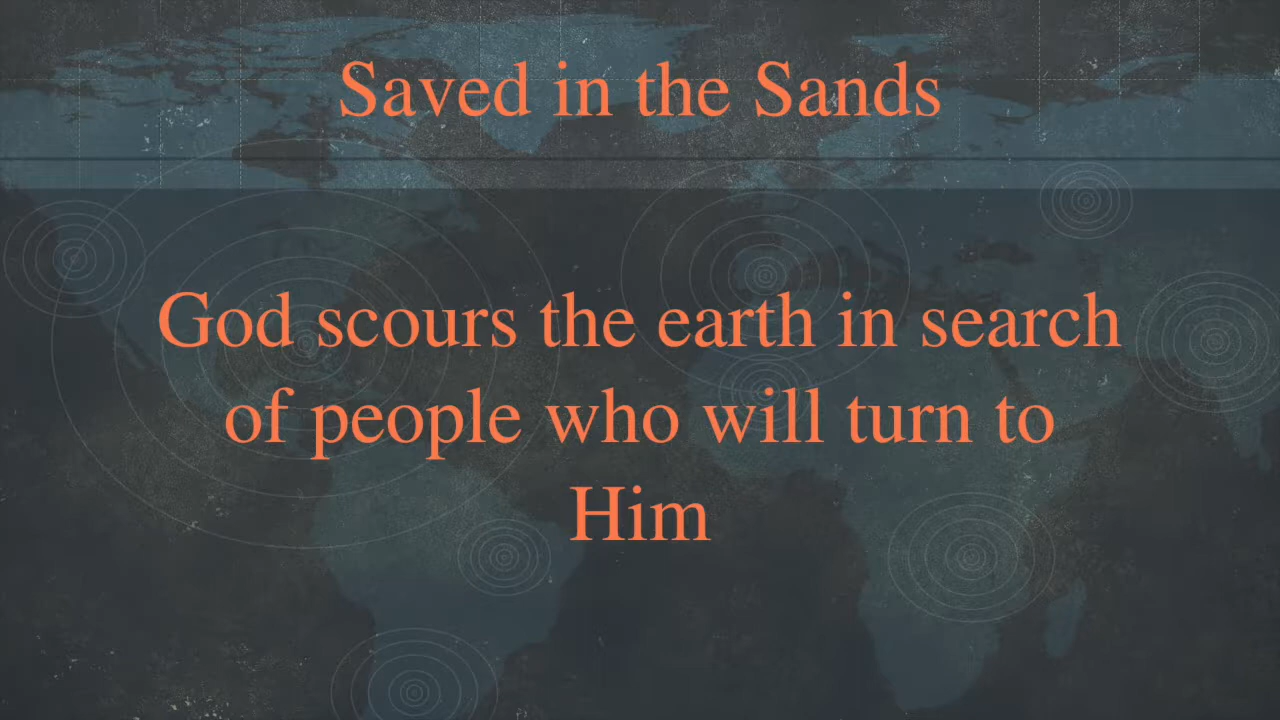 Saved in the Sands
God scours the earth in search
of people who will turn to
Him